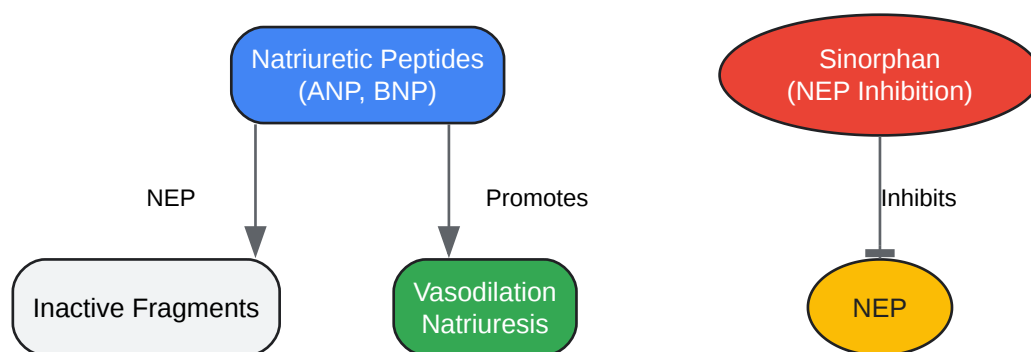 Natriuretic Peptides
(ANP, BNP)
Sinorphan
(NEP Inhibition)
NEP
Promotes
Inhibits
Inactive Fragments
Vasodilation
Natriuresis
NEP